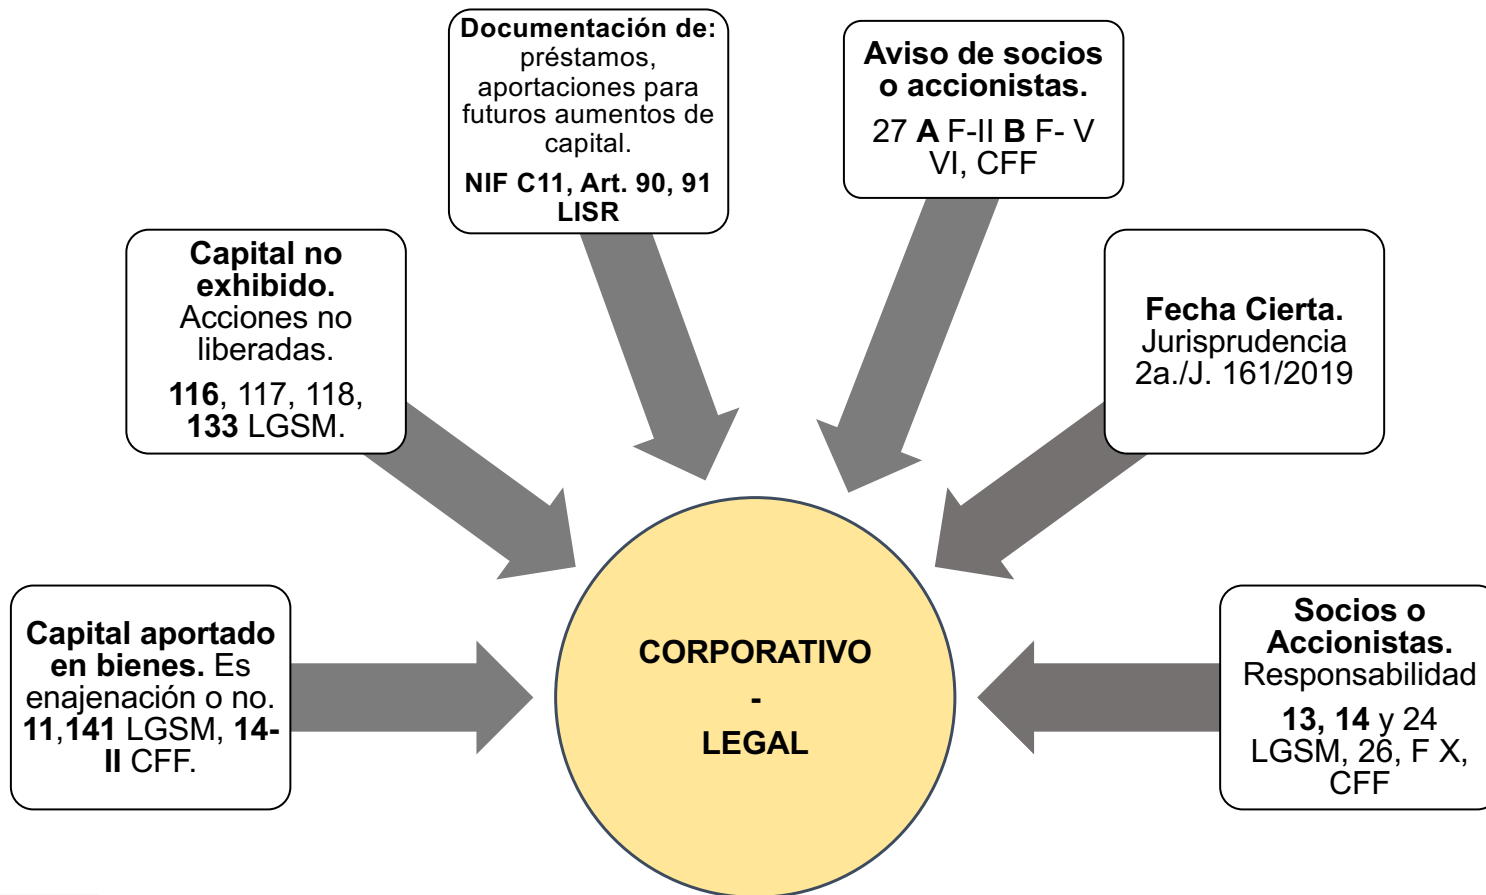 Documentación de:
préstamos,
aportaciones para
futuros aumentos de
capital.
NIF C11, Art. 90, 91
LISR
Aviso de socios
o accionistas.
27 A F-II B F- V
VI, CFF
Capital no
exhibido.
Acciones no
liberadas.
116, 117, 118,
133 LGSM.
Fecha Cierta.
Jurisprudencia
2a./J. 161/2019
Capital aportado
en bienes. Es
enajenación o no.
11,141 LGSM, 14-
II CFF.
CORPORATIVO
-
LEGAL
Socios o
Accionistas.
Responsabilidad
13, 14 y 24
LGSM, 26, F X,
CFF